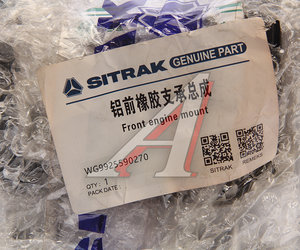 SITRAK GENUINE PART
铝前橡胶支承总成
Front engine mount
WG9925590270
QTY: 1
PACK DATE:
SITRAK
REMEKS